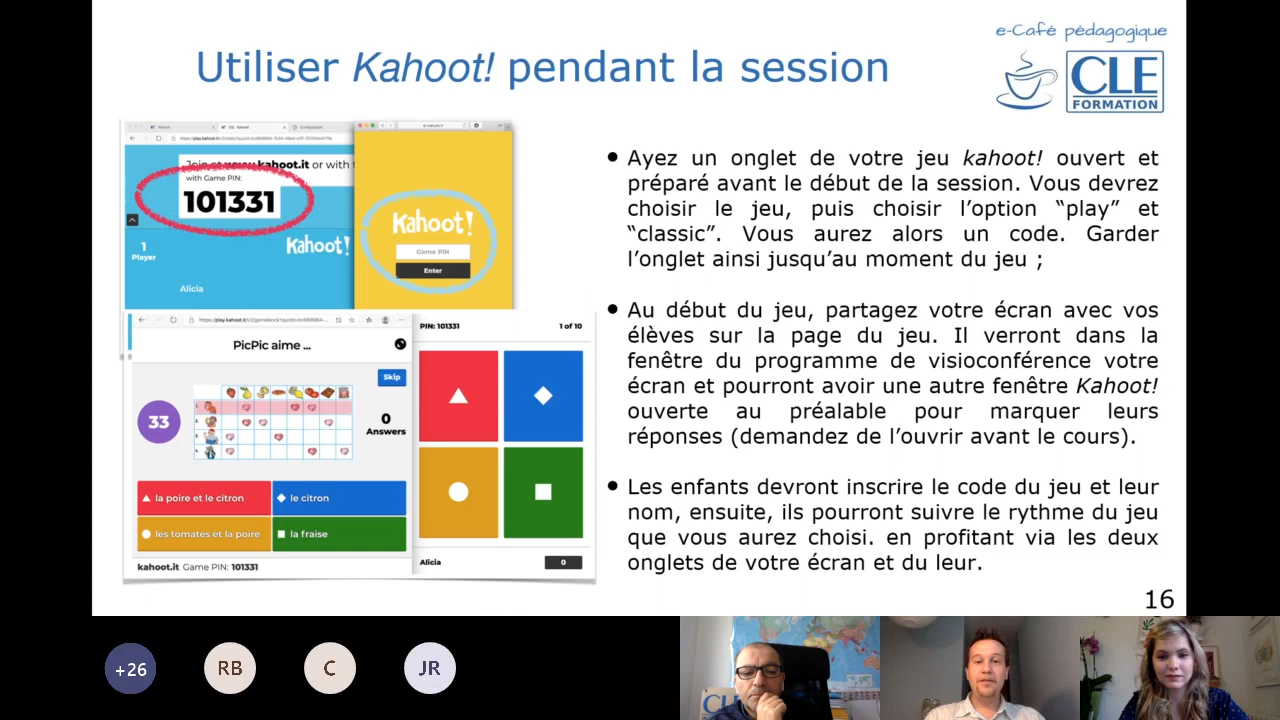 e-Café pédagogique
CLE
FORMATION
Utiliser Kahoot! pendant la session
Join at www.kahoot.it or with t
with Game PIN:
101331
1
Player
Kahoot!
Alicia
Kahoot!
Game PIN
Enter
PicPic aime ...
Skip
33
0
Answers
la poire et le citron
le citron
les tomates et la poire
la fraise
kahoot.it Game PIN: 101331
PIN: 101331
1 of 10
Alicia
0
• Ayez un onglet de votre jeu kahoot! ouvert et
préparé avant le début de la session. Vous devrez
choisir le jeu, puis choisir l’option “play” et
“classic”. Vous aurez alors un code. Garder
l’onglet ainsi jusqu’au moment du jeu ;
• Au début du jeu, partagez votre écran avec vos
élèves sur la page du jeu. Il verront dans la
fenêtre du programme de visioconférence votre
écran et pourront avoir une autre fenêtre Kahoot!
ouverte au préalable pour marquer leurs
réponses (demandez de l’ouvrir avant le cours).
• Les enfants devront inscrire le code du jeu et leur
nom, ensuite, ils pourront suivre le rythme du jeu
que vous aurez choisi. en profitant via les deux
onglets de votre écran et du leur.
16
+26
RB
C
JR
CLE